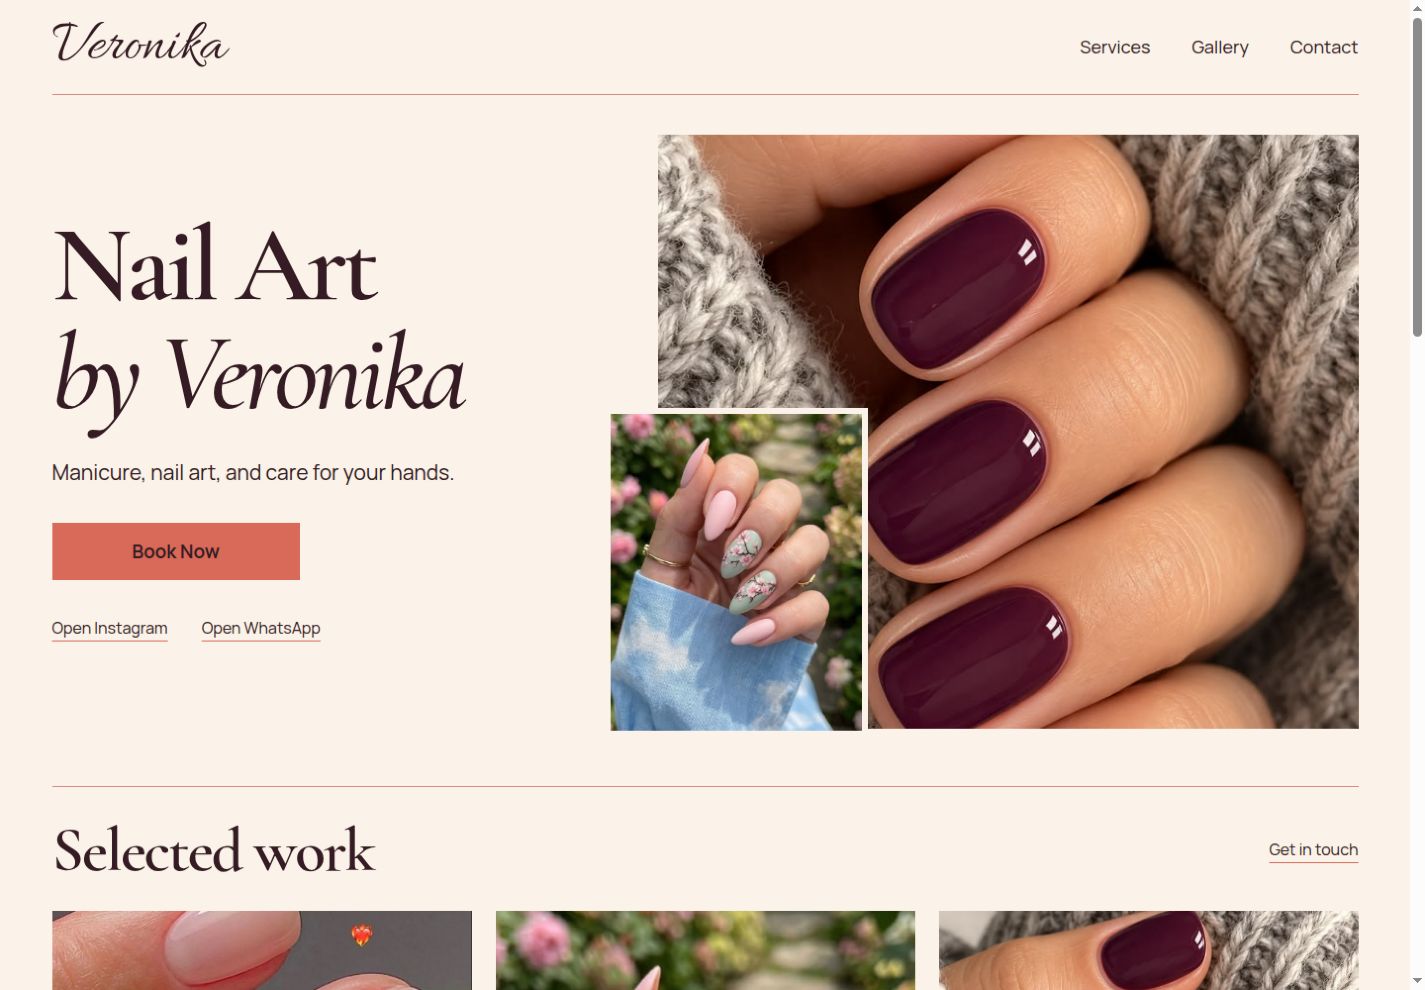 Veronika
Services
Gallery
Contact
Nail Art
by Veronika
Manicure, nail art, and care for your hands.
Book Now
Open Instagram
Open WhatsApp
Selected work
Get in touch